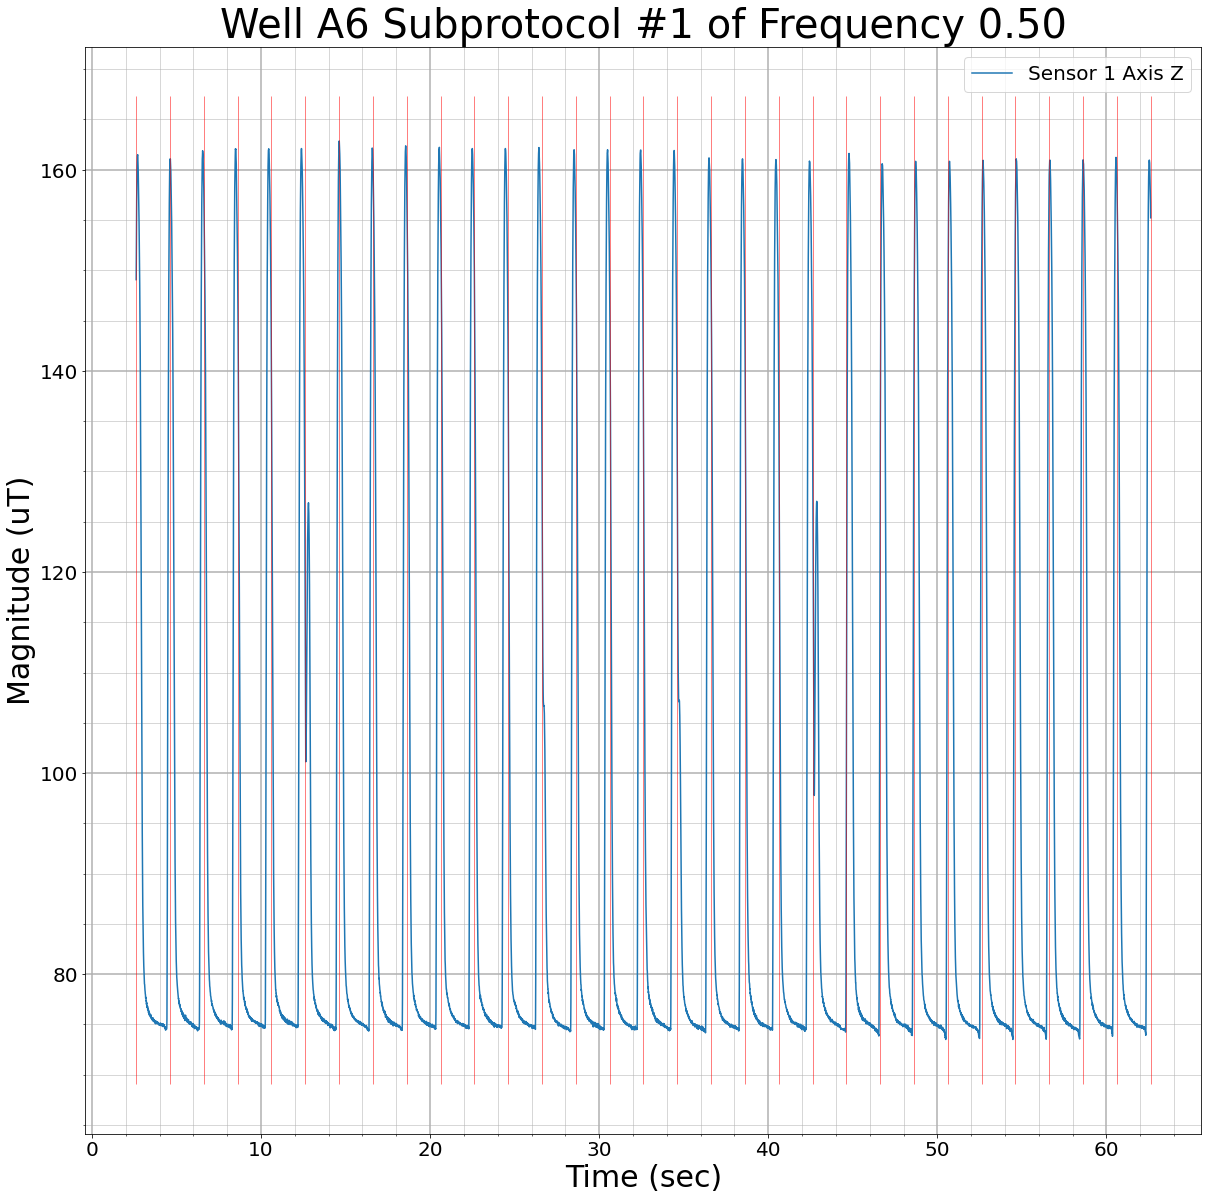 Well A6 Subprotocol #1 of Frequency 0.50
Sensor 1 Axis Z
Magnitude (uT)
160
140
120
100
80
0 10 20 30 40 50 60
Time (sec)